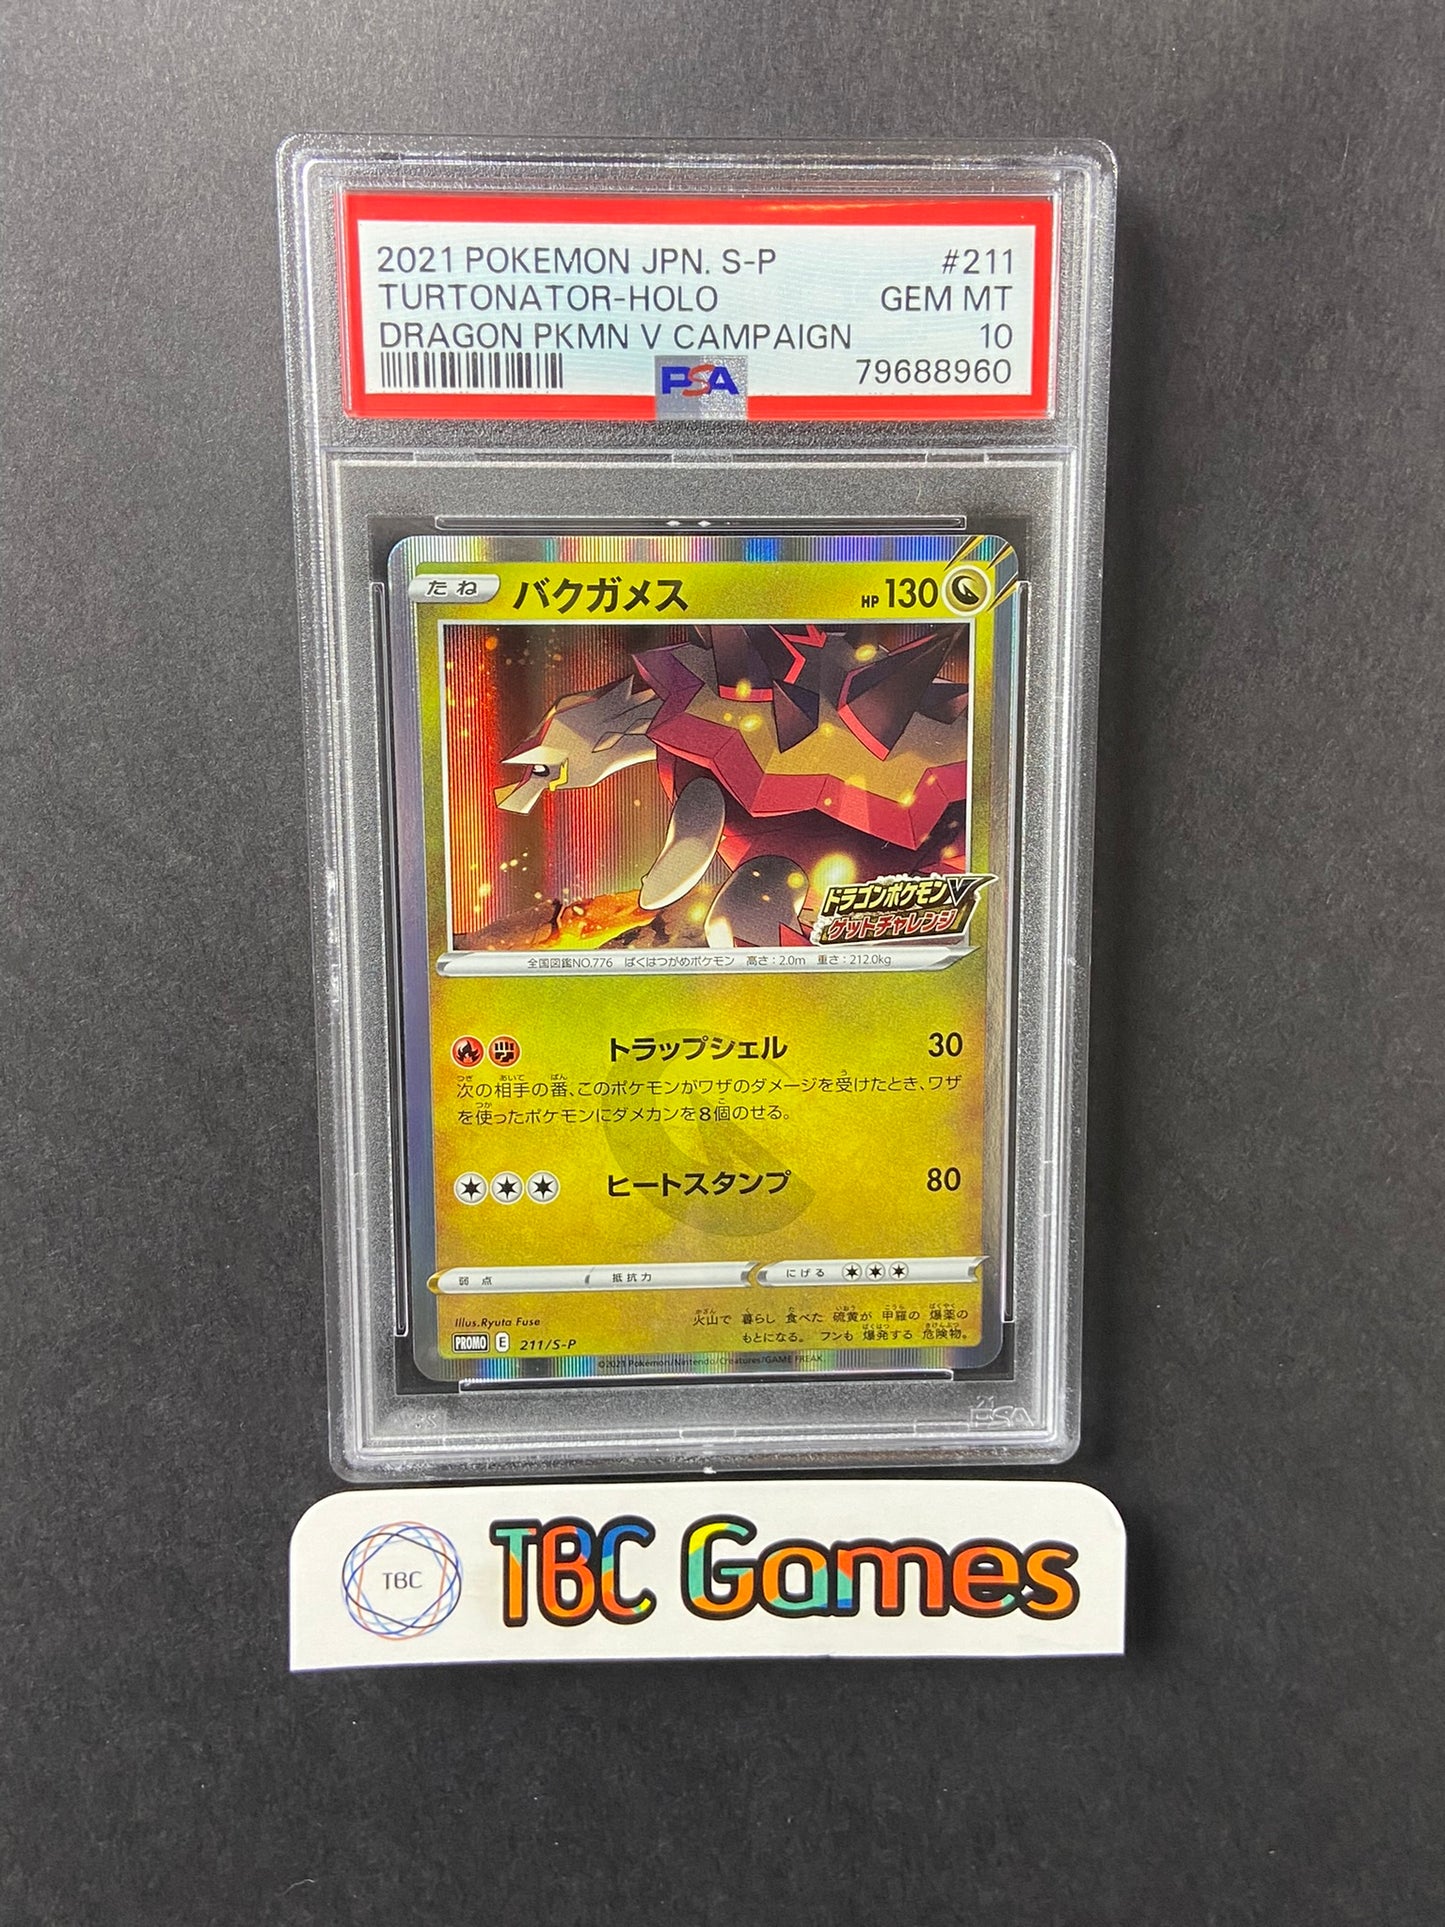 2021 POKEMON JPN. S-P #211
TURTONATOR-HOLO GEM MT
DRAGON PKMN V CAMPAIGN 10
PSA 79688960
たね バクガメス HP 130
ドラゴンポケモンV
ゲットチャレンジ
全国図鑑NO.776 ばくはつがめポケモン 高さ:2.0m 重さ:212.0kg
トラップシェル 30
次の相手の番、このポケモンがワザのダメージを受けたとき、ワザ
を使ったポケモンにダメカンを8個のせる。
ヒートスタンプ 80
弱点 抵抗力 にげる
Illus.Ryuta Fuse
火山で 暮らし 食べた 硫黄が 甲羅の 爆薬の
もとになる。 フンも 爆発する 危険物。
PROMO E 211/S-P
©2021 Pokémon/Nintendo/Creatures/GAME FREAK
PSA
TBC TBC Games